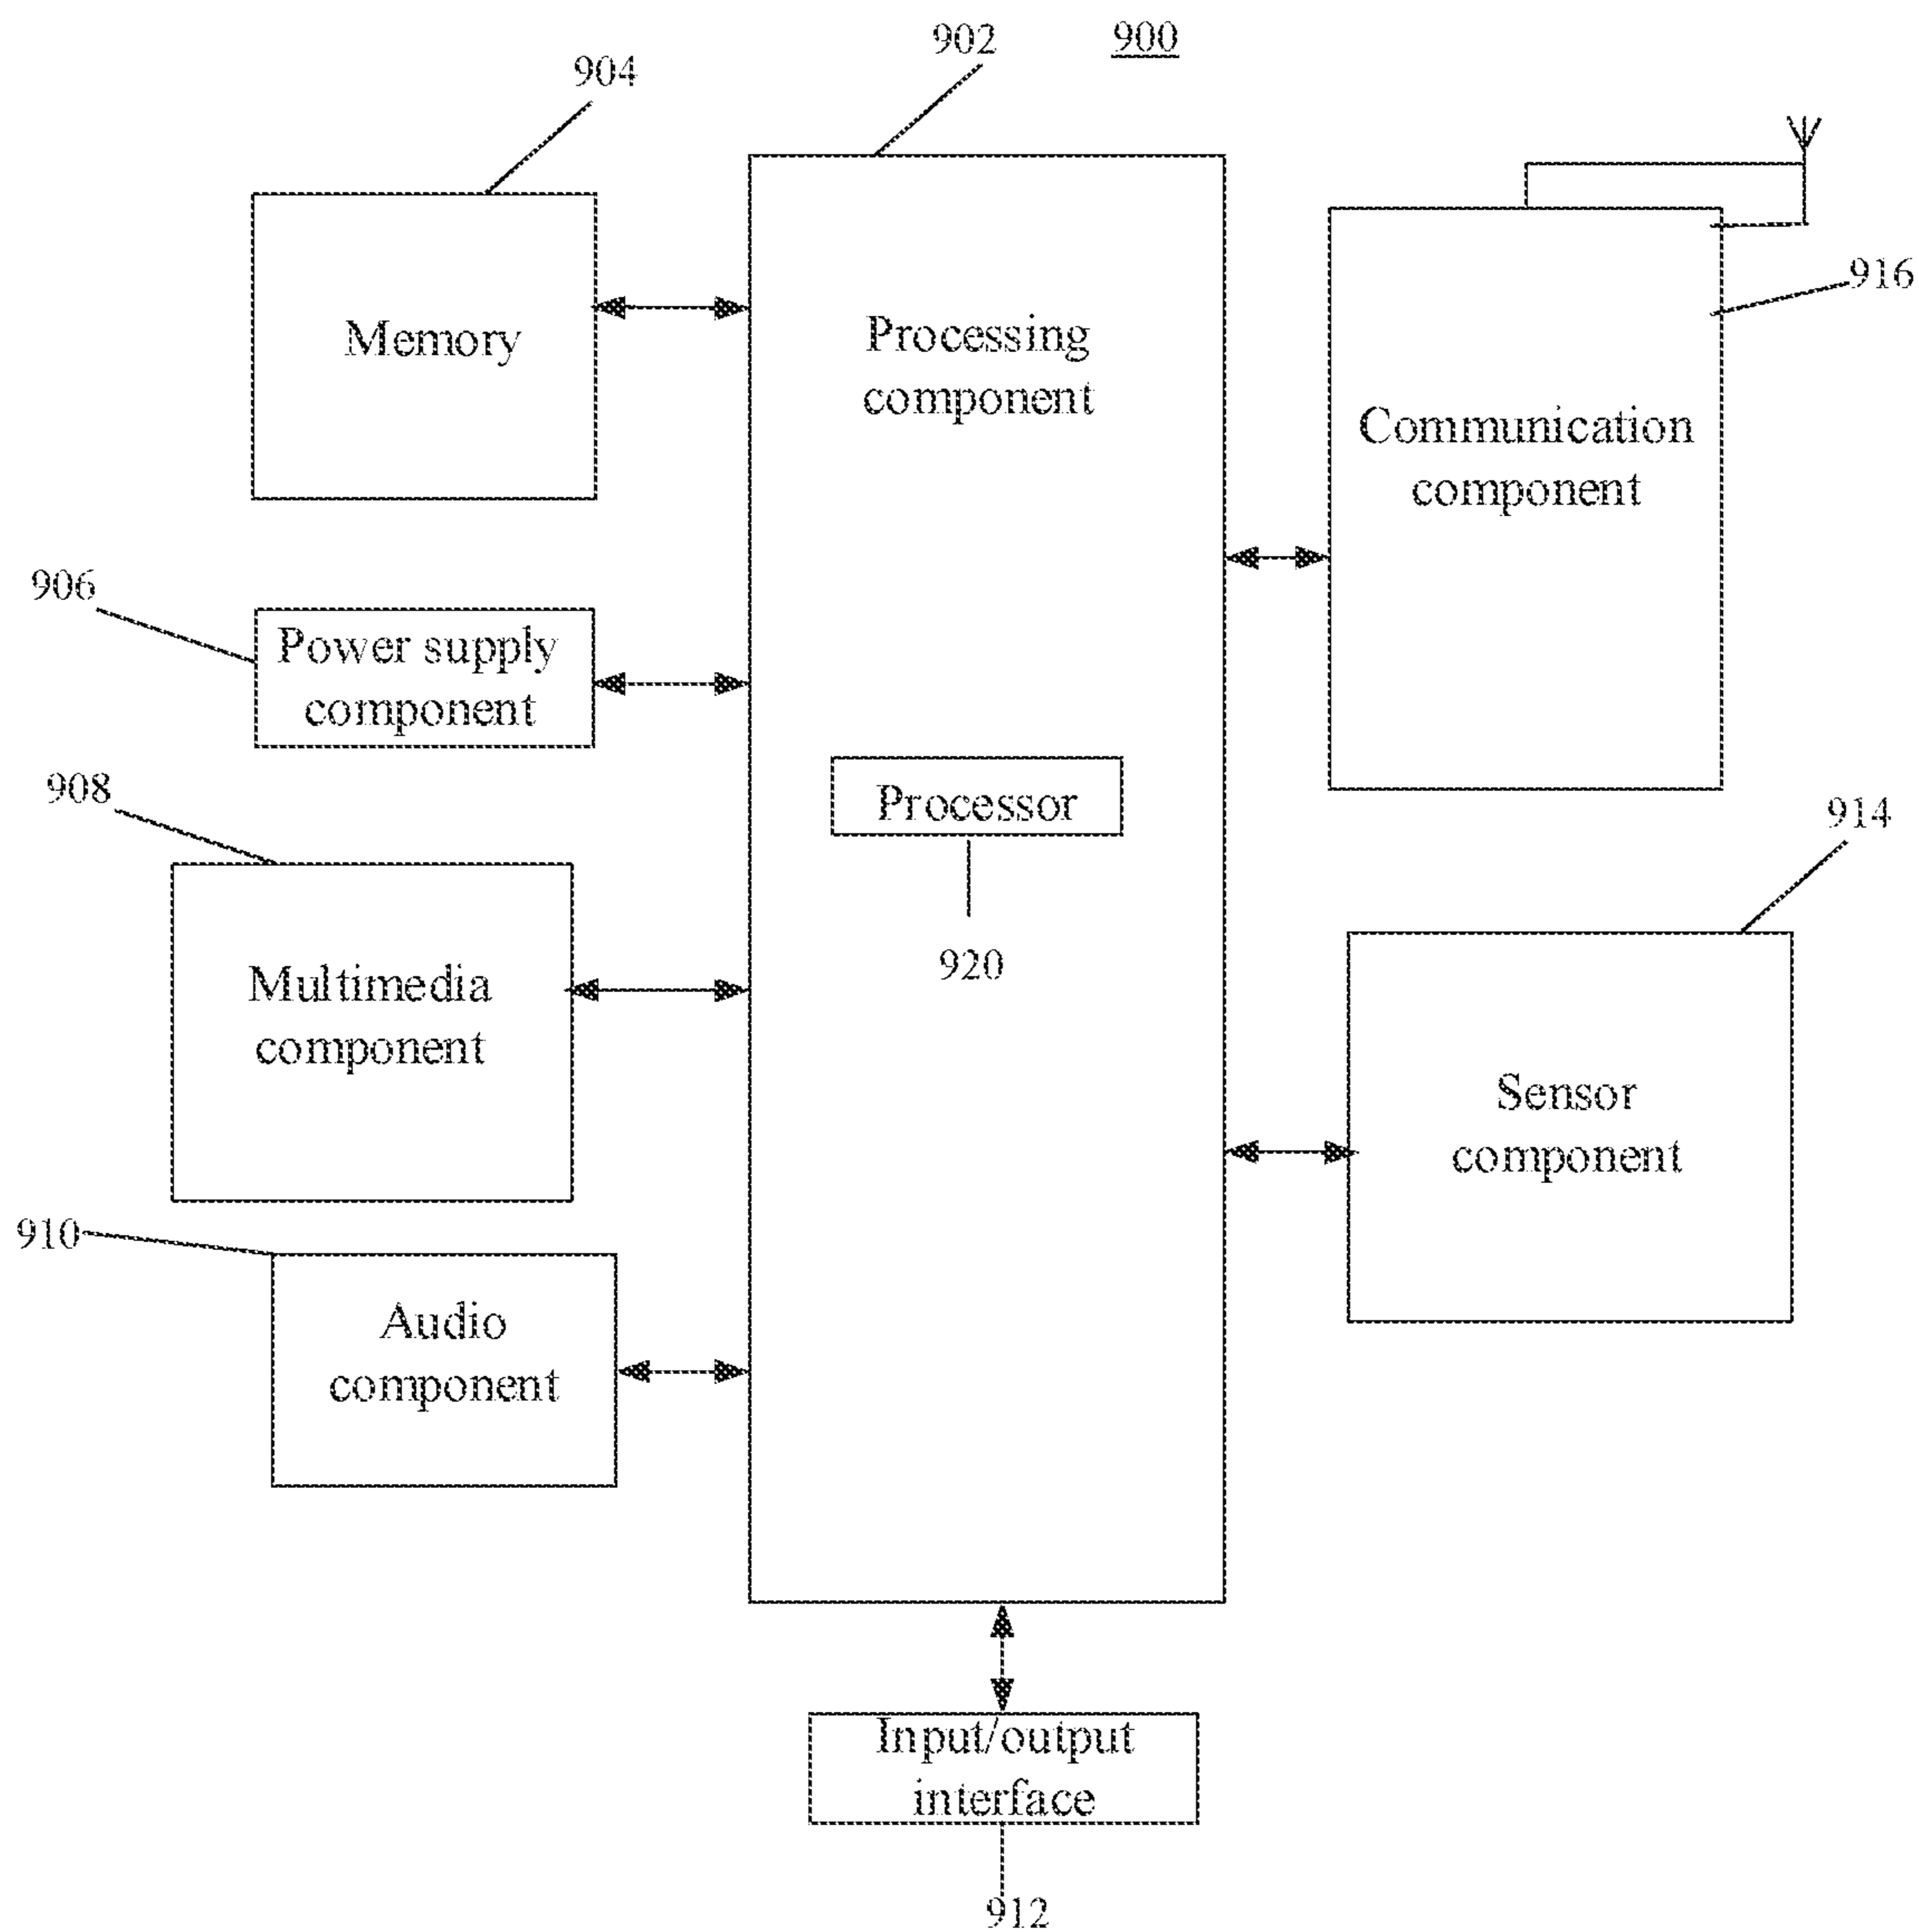 902
900
904
Memory
Processing
component
916
Communication
component
906
Power supply
component
Processor
920
908
Multimedia
component
914
Sensor
component
910
Audio
component
Input/output
interface
912